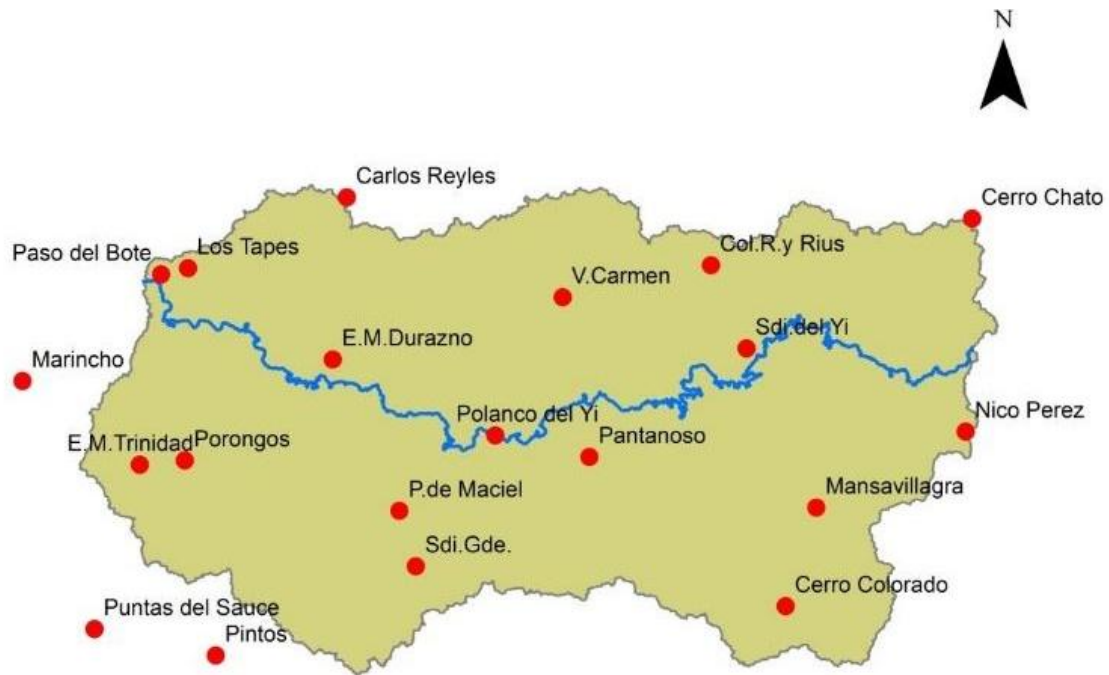 N
Carlos Reyles
Cerro Chato
Paso del Bote
Los Tapes
Col.R.y Rius
V.Carmen
E.M.Durazno
Sdi.del Yi
Marincho
Polanco del Yi
Nico Perez
E.M.Trinidad
Porongos
Pantanoso
P.de Maciel
Mansavillagra
Sdi.Gde.
Cerro Colorado
Puntas del Sauce
Pintos